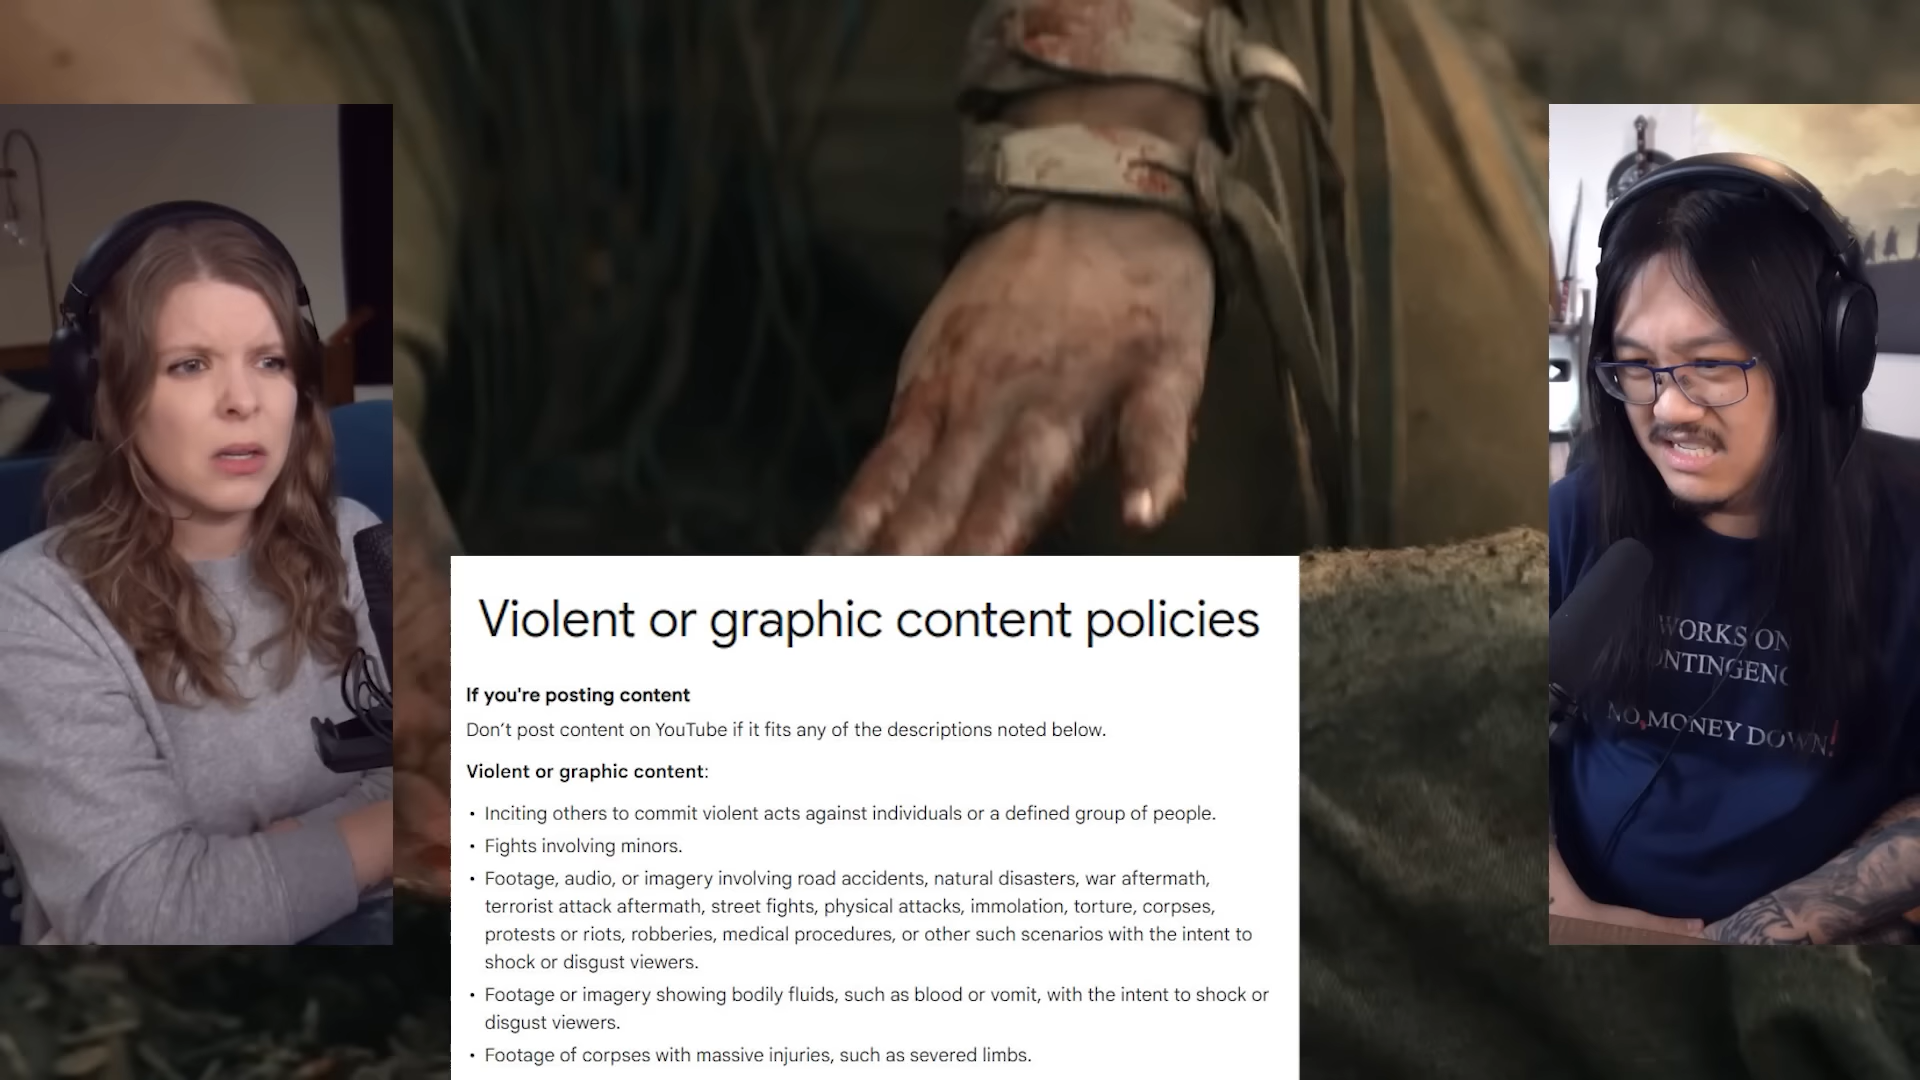 Violent or graphic content policies
If you're posting content
Don't post content on YouTube if it fits any of the descriptions noted below.
Violent or graphic content:
• Inciting others to commit violent acts against individuals or a defined group of people.
• Fights involving minors.
• Footage, audio, or imagery involving road accidents, natural disasters, war aftermath,
terrorist attack aftermath, street fights, physical attacks, immolation, torture, corpses,
protests or riots, robberies, medical procedures, or other such scenarios with the intent to
shock or disgust viewers.
• Footage or imagery showing bodily fluids, such as blood or vomit, with the intent to shock or
disgust viewers.
• Footage of corpses with massive injuries, such as severed limbs.
WORKS ON
ONTINGENC
NO, MONEY DOWN!